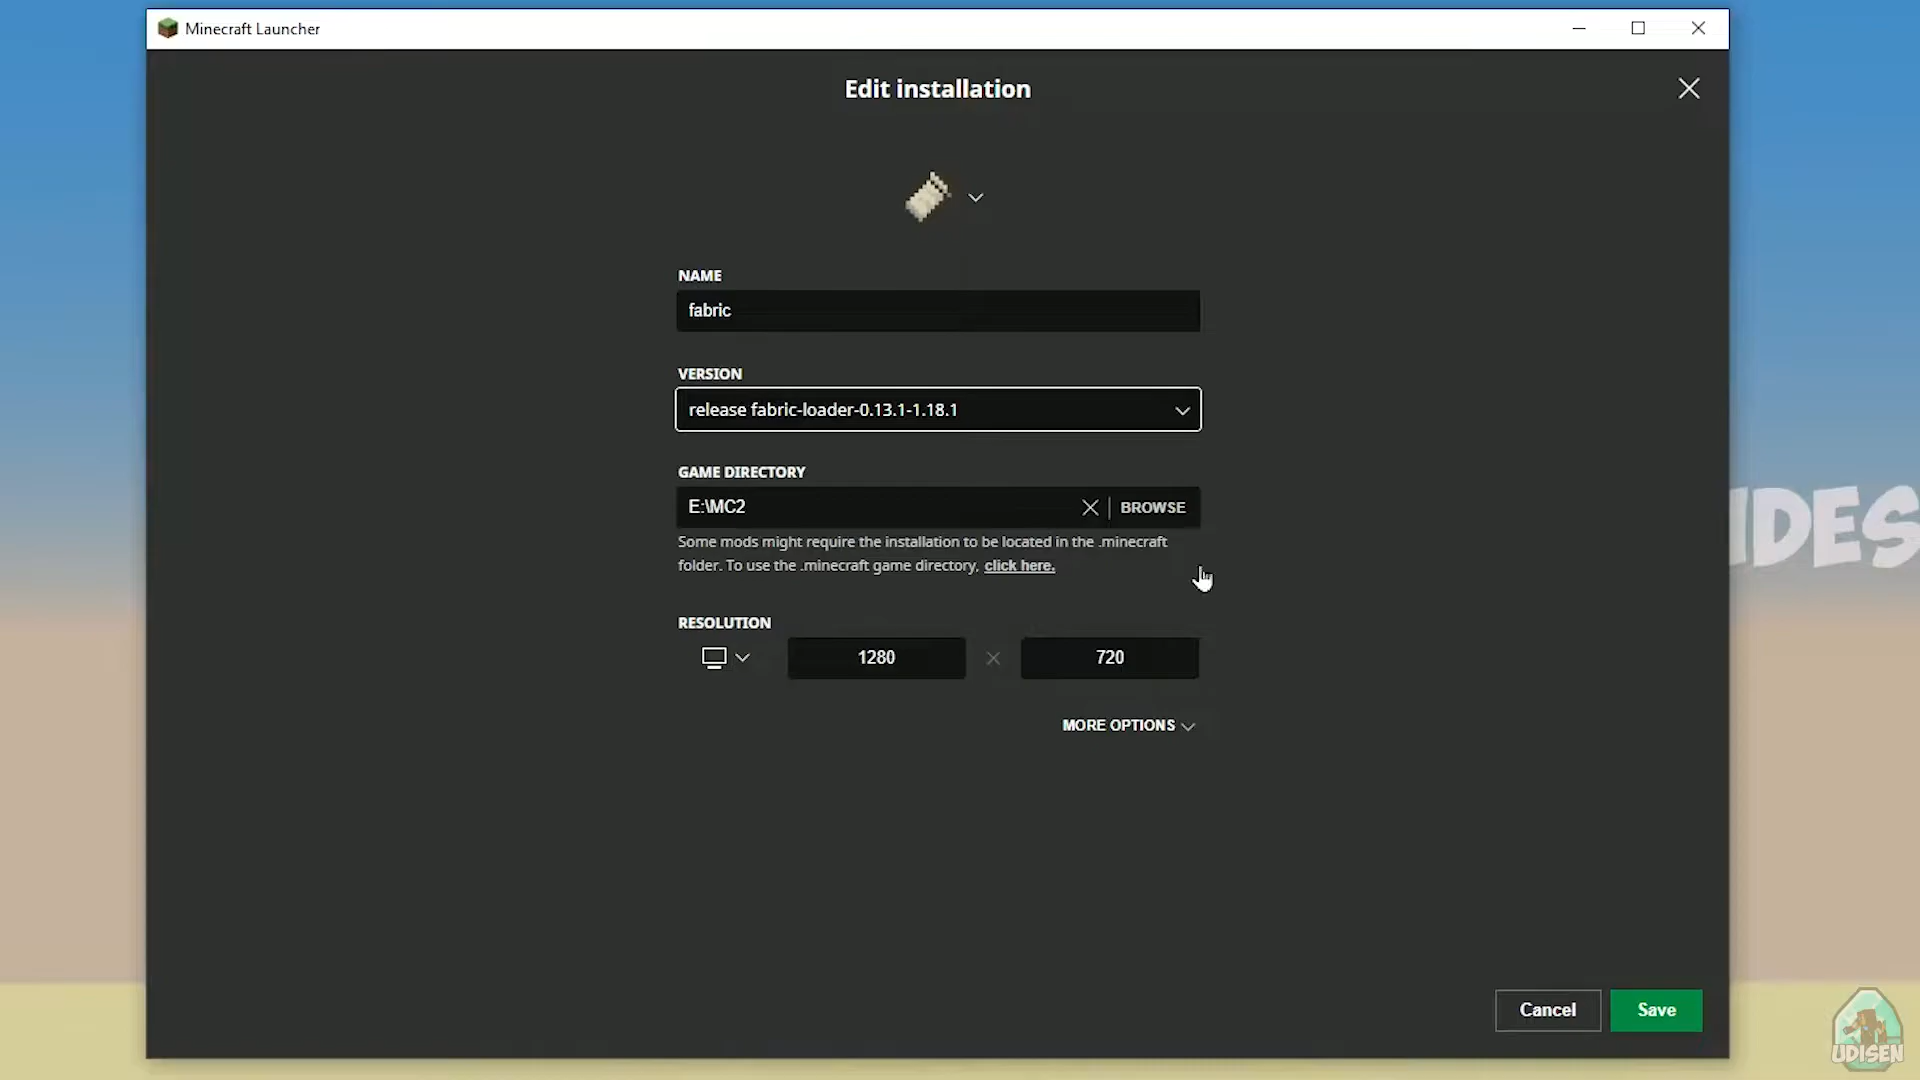 Minecraft Launcher
Edit installation
NAME
fabric
VERSION
release fabric-loader-0.13.1-1.18.1
GAME DIRECTORY
E:\MC2
BROWSE
Some mods might require the installation to be located in the .minecraft
folder. To use the .minecraft game directory, click here.
IDES
RESOLUTION
1280
720
MORE OPTIONS
Cancel
Save
UDISEN